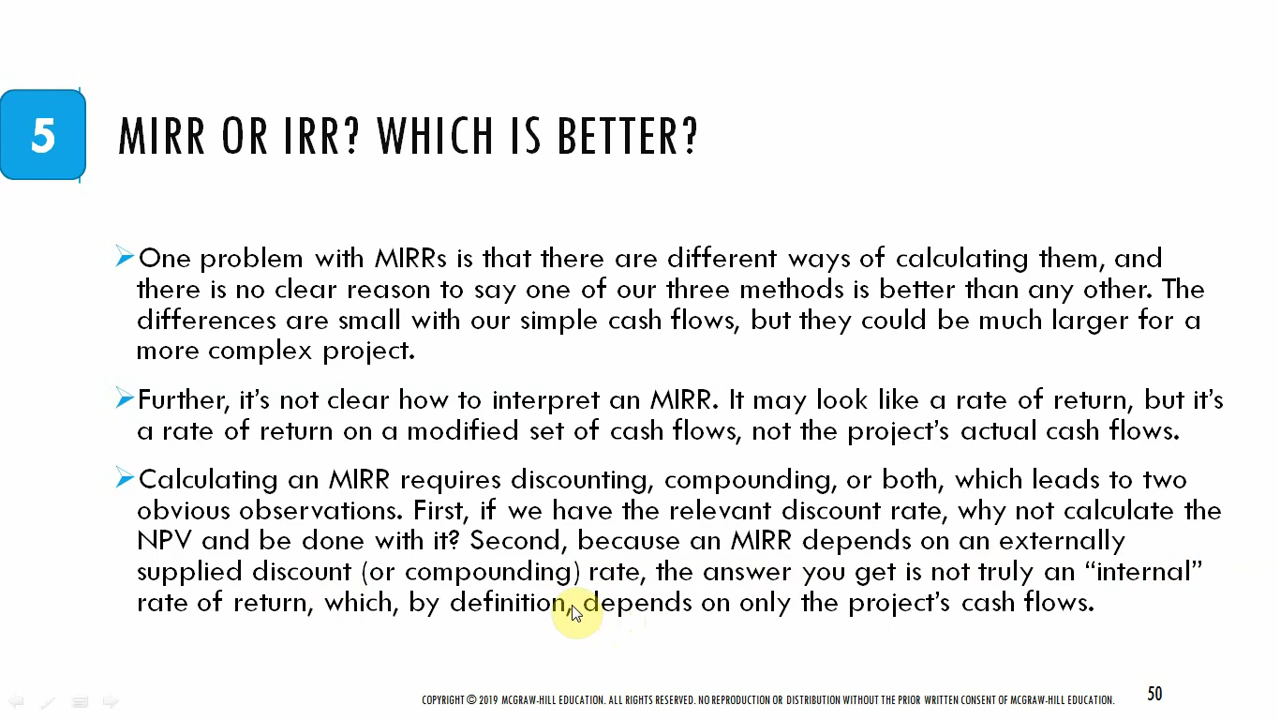 5
MIRR OR IRR? WHICH IS BETTER?
One problem with MIRRs is that there are different ways of calculating them, and
there is no clear reason to say one of our three methods is better than any other. The
differences are small with our simple cash flows, but they could be much larger for a
more complex project.
Further, it's not clear how to interpret an MIRR. It may look like a rate of return, but it's
a rate of return on a modified set of cash flows, not the project's actual cash flows.
Calculating an MIRR requires discounting, compounding, or both, which leads to two
obvious observations. First, if we have the relevant discount rate, why not calculate the
NPV and be done with it? Second, because an MIRR depends on an externally
supplied discount (or compounding) rate, the answer you get is not truly an “internal”
rate of return, which, by definition, depends on only the project's cash flows.
COPYRIGHT © 2019 MCGRAW-HILL EDUCATION. ALL RIGHTS RESERVED. NO REPRODUCTION OR DISTRIBUTION WITHOUT THE PRIOR WRITTEN CONSENT OF MCGRAW-HILL EDUCATION.
50